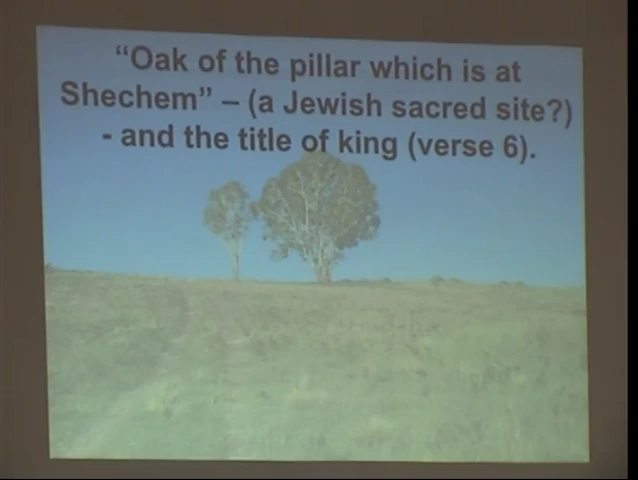 “Oak of the pillar which is at
Shechem” – (a Jewish sacred site?)
- and the title of king (verse 6).